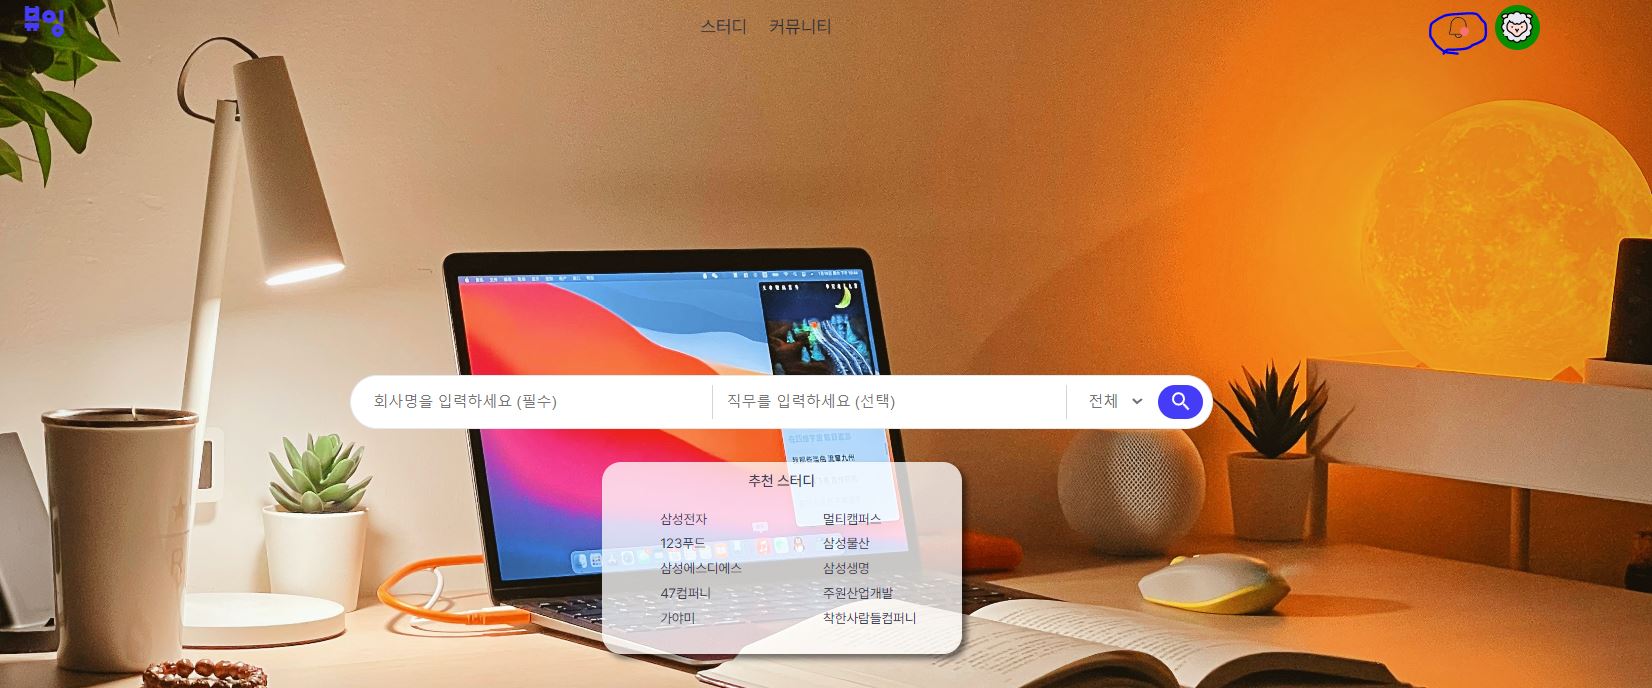 뷰잉
스터디 커뮤니티
회사명을 입력하세요 (필수) 직무를 입력하세요 (선택) 전체
추천 스터디
삼성전자 멀티캠퍼스
123푸드 삼성물산
삼성에스디에스 삼성생명
47컴퍼니 주원산업개발
가야미 착한사람들컴퍼니